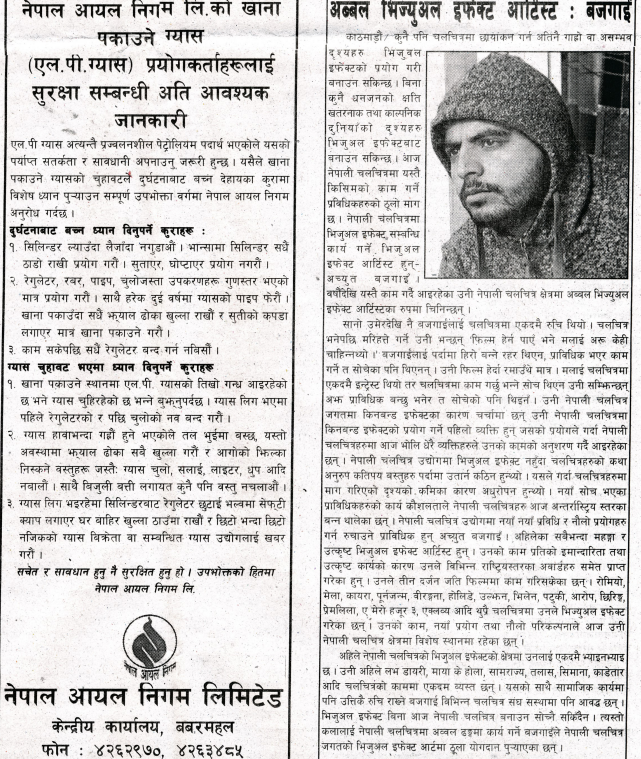 नेपाल आयल निगम लि.को खाना
पकाउने ग्यास
(एल.पी.ग्यास) प्रयोगकर्ताहरूलाई
सुरक्षा सम्बन्धी अति आवश्यक
जानकारी
एल.पी ग्यास अत्यन्तै प्रज्वलनशील पेट्रोलियम पदार्थ भएकोले यसको
पर्याप्त सतर्कता र सावधानी अपनाउनु जरूरी हुन्छ । यसैले खाना
पकाउने ग्यासको चुहावटले दुर्घटनाबाट बच्न देहायका कुरामा
विशेष ध्यान पुऱ्याउन सम्पूर्ण उपभोक्ता वर्गमा नेपाल आयल निगम
अनुरोध गर्दछ ।
दुर्घटनाबाट बच्न ध्यान दिनुपर्ने कुराहरू :
१. सिलिन्डर ल्याउँदा लैजाँदा नगुडाऔं । भान्सामा सिलिन्डर सधैं
ठाडो राखी प्रयोग गरौं । सुताएर, घोप्टाएर प्रयोग नगरौं ।
२. रेगुलेटर, रबर, पाइप, चुलोजस्ता उपकरणहरू गुणस्तर भएको
मात्र प्रयोग गरौं । साथै हरेक दुई वर्षमा ग्यासको पाइप फेरौं ।
खाना पकाउँदा सधैं झ्याल ढोका खुल्ला राखौं र सुतीको कपडा
लगाएर मात्र खाना पकाउने गरौं ।
३. काम सकेपछि सधैं रेगुलेटर बन्द गर्न नबिर्सौं ।
ग्यास चुहावट भएमा ध्यान दिनुपर्ने कुराहरू :
१. खाना पकाउने स्थानमा एल.पी. ग्यासको तिखो गन्ध आइरहेको
छ भने ग्यास चुहिरहेको छ भन्ने बुझ्नुपर्दछ । ग्यास लिग भएमा
पहिले रेगुलेटरको र पछि चुलोको नब बन्द गरौं ।
२. ग्यास हावाभन्दा गह्रौं हुने भएकोले तल भुईमा बस्छ, यस्तो
अवस्थामा झ्याल ढोका सबै खुल्ला गरौं र आगोको झिल्का
निस्कने वस्तुहरू जस्तै: ग्यास चुलो, सलाई, लाइटर, धुप आदि
नबालौं । साथै बिजुली बत्ती लगायत कुनै पनि वस्तु नचलाऔं ।
३. ग्यास लिग भइरहेमा सिलिन्डरबाट रेगुलेटर छुटाई भल्वमा सेफ्टी
क्याप लगाएर घर बाहिर खुल्ला ठाउँमा राखौं र छिटो भन्दा छिटो
नजिकको ग्यास विक्रेता वा सम्बन्धित ग्यास उद्योगलाई खबर
गरौं ।
सचेत र सावधान हुनु नै सुरक्षित हुनु हो । उपभोक्तको हितमा
नेपाल आयल निगम लि.
नेपाल आयल निगम
नेपाल आयल निगम लिमिटेड
केन्द्रीय कार्यालय, बबरमहल
फोन : ४२६२९७०, ४२६३४८५
अब्बल भिज्युअल इफेक्ट आर्टिस्ट : बजगाईं
काठमाडौं/ कुनै पनि चलचित्रमा छायांकन गर्न अतिनै गाह्रो वा असम्भव
दृश्यहरु भिजुवल
इफेक्टको प्रयोग गरी
बनाउन सकिन्छ । बिना
कुनै धनजनको क्षति
खतरनाक तथा काल्पनिक
दुनियाँको दृश्यहरु
भिजुअल इफेक्टबाट
बनाउन सकिन्छ । आज
नेपाली चलचित्रमा यस्तै
किसिमको काम गर्ने
प्रविधिकहरुको ठूलो माग
छ । नेपाली चलचित्रमा
भिजुअल इफेक्ट सम्वन्धि
कार्य गर्ने भिजुअल
इफेक्ट आर्टिस्ट हुन्-
अच्युत बजगाईं ।
वर्षौंदेखि यस्तै काम गर्दै आइरहेका उनी नेपाली चलचित्र क्षेत्रमा अब्बल भिज्युअल
इफेक्ट आर्टिस्टका रुपमा चिनिन्छन् ।
सानो उमेरदेखि नै बजगाईंलाई चलचित्रमा एकदमै रुचि थियो । चलचित्र
भनेपछि मरिहत्ते गर्ने उनी भन्छन् 'फिल्म हेर्न पाएं भने मलाई अरू केही
चाहिन्नथ्यो ।' बजगाईंलाई पर्दामा हिरो बन्ने रहर थिएन, प्राविधिक भएर काम
गर्ने त सोचेका पनि थिएनन् । उनी फिल्म हेर्दा रमाउँथे मात्र । मलाई चलचित्रमा
एकदमै इन्ट्रेस्ट थियो तर चलचित्रमा काम गर्छु भन्ने सोच थिएन उनी सम्झिन्छन्
अझ प्राविधिक बन्छु भनेर त सोचेको पनि थिइनँ । उनी नेपाली चलचित्र
जगतमा किनबन्ड इफेक्टका कारण चर्चामा छन् उनी नेपाली चलचित्रमा
किनबन्ड इफेक्टको प्रयोग गर्ने पहिलो व्यक्ति हुन् जसको प्रयोगले गर्दा नेपाली
चलचित्रहरुमा आज भोलि धेरै व्यक्तिहरुले उनको कामको अनुशरण गर्दै आइरहेका
छन् । नेपाली चलचित्र उद्योगमा भिजुअल इफेक्ट नहुँदा चलचित्रहरुको कथा
अनुरुप कतिपय बस्तुहरु पर्दामा उतार्न कठिन हुन्थ्यो । यसले गर्दा चलचित्रहरुमा
माग गरिएको दृश्यको कमिका कारण अधुरोपन हुन्थ्यो । नयाँ सोच भएका
प्राविधिकहरुको कार्य कौशलताले नेपाली चलचित्रहरु आज अन्तर्राष्ट्रिय स्तरका
बन्न थालेका छन् । नेपाली चलचित्र उद्योगमा नयाँ नयाँ प्रविधि र नौलो प्रयोगहरु
गर्न रुचाउने प्राविधिक हुन् अच्युत बजगाईं । अहिलेका सबैभन्दा महङ्गा र
उत्कृष्ट भिजुअल इफेक्ट आर्टिस्ट हुन् । उनको काम प्रतिको इमान्दारिता तथा
उत्कृष्ट कार्यको कारण उनले विभिन्न राष्ट्रियस्तरका अवार्डहरु समेत प्राप्त
गरेका हुन् । उनले तीन दर्जन जति फिल्ममा काम गरिसकेका छन् । रोमियो,
मेला, कायरा, पूर्नजन्म, वीरङ्गना, होलिडे, उल्झन, भिलेन, पटुकी, आरोप, छिरिङ्ग,
प्रेमलिला, ए मेरो हजूर ३, एक्लव्य आदि थुप्रै चलचित्रमा उनले भिज्युअल इफेक्ट
गरेका छन् । उनको काम, नयाँ प्रयोग तथा नौलो परिकल्पनाले आज उनी
नेपाली चलचित्र क्षेत्रमा विशेष स्थानमा रहेका छन् ।
अहिले नेपाली चलचित्रको भिजुअल इफेक्टको क्षेत्रमा उनलाई एकदमै भ्याइनभ्याइ
छ । उनी अहिले लभ डायरी, माया के होला, सामराज्य, तलास, सिमाना, काडेतार
आदि चलचित्रको काममा एकदम व्यस्त छन् । यसको साथै सामाजिक कार्यमा
पनि उत्तिकै रुचि राख्ने बजगाईं विभिन्न चलचित्र संघ सस्थामा पनि आवद्ध छन् ।
भिजुअल इफेक्ट बिना आज नेपाली चलचित्र बनाउन सोच्नै सकिँदैन । त्यस्तो
कलालाई नेपाली चलचित्रमा अव्वल ढङ्गमा कार्य गर्ने बजगाईंले नेपाली चलचित्र
जगतको भिजुअल इफेक्ट आर्टमा ठूला योगदान पुऱ्याएका छन् ।